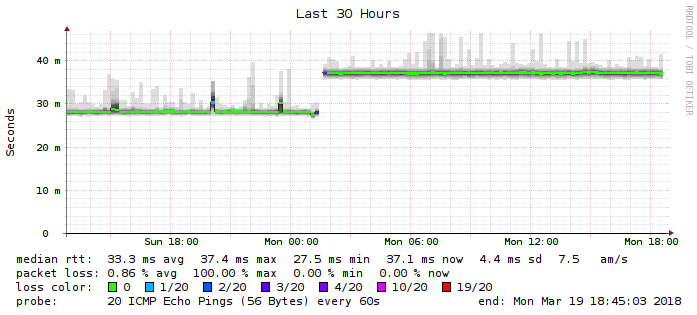 Last 30 Hours
RRDTOOL / TOBI OETIKER
Seconds
40 m
30 m
20 m
10 m
0
Sun 18:00 Mon 00:00 Mon 06:00 Mon 12:00 Mon 18:00
median rtt: 33.3 ms avg 37.4 ms max 27.5 ms min 37.1 ms now 4.4 ms sd 7.5 am/s
packet loss: 0.86 % avg 100.00 % max 0.00 % min 0.00 % now
loss color: 0 1/20 2/20 3/20 4/20 10/20 19/20
probe: 20 ICMP Echo Pings (56 Bytes) every 60s end: Mon Mar 19 18:45:03 2018